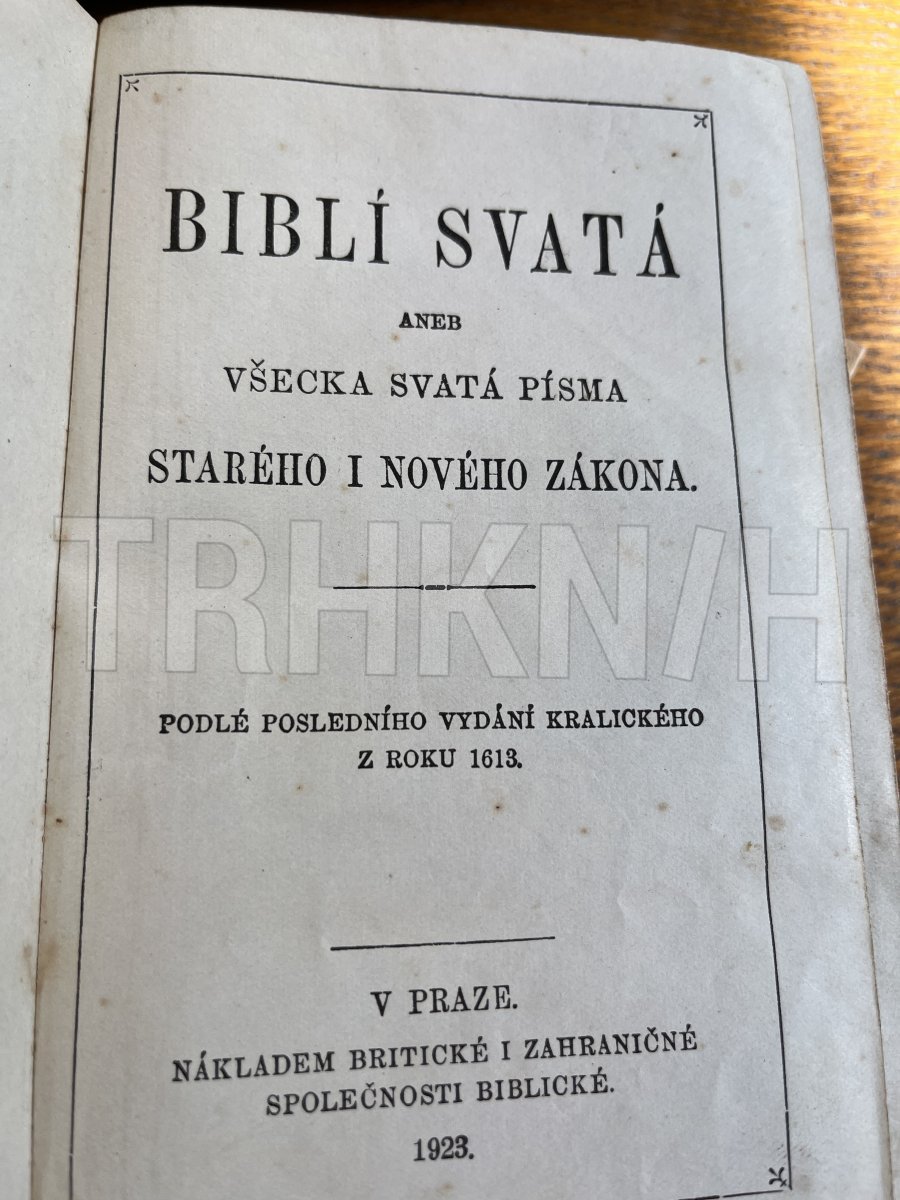 BIBLÍ SVATÁ
ANEB
VŠECKA SVATÁ PÍSMA
STARÉHO I NOVÉHO ZÁKONA.
TRHKNIH
PODLÉ POSLEDNÍHO VYDÁNÍ KRALICKÉHO
Z ROKU 1613.
V PRAZE.
NÁKLADEM BRITICKÉ I ZAHRANIČNÉ
SPOLEČNOSTI BIBLICKÉ.
1923.